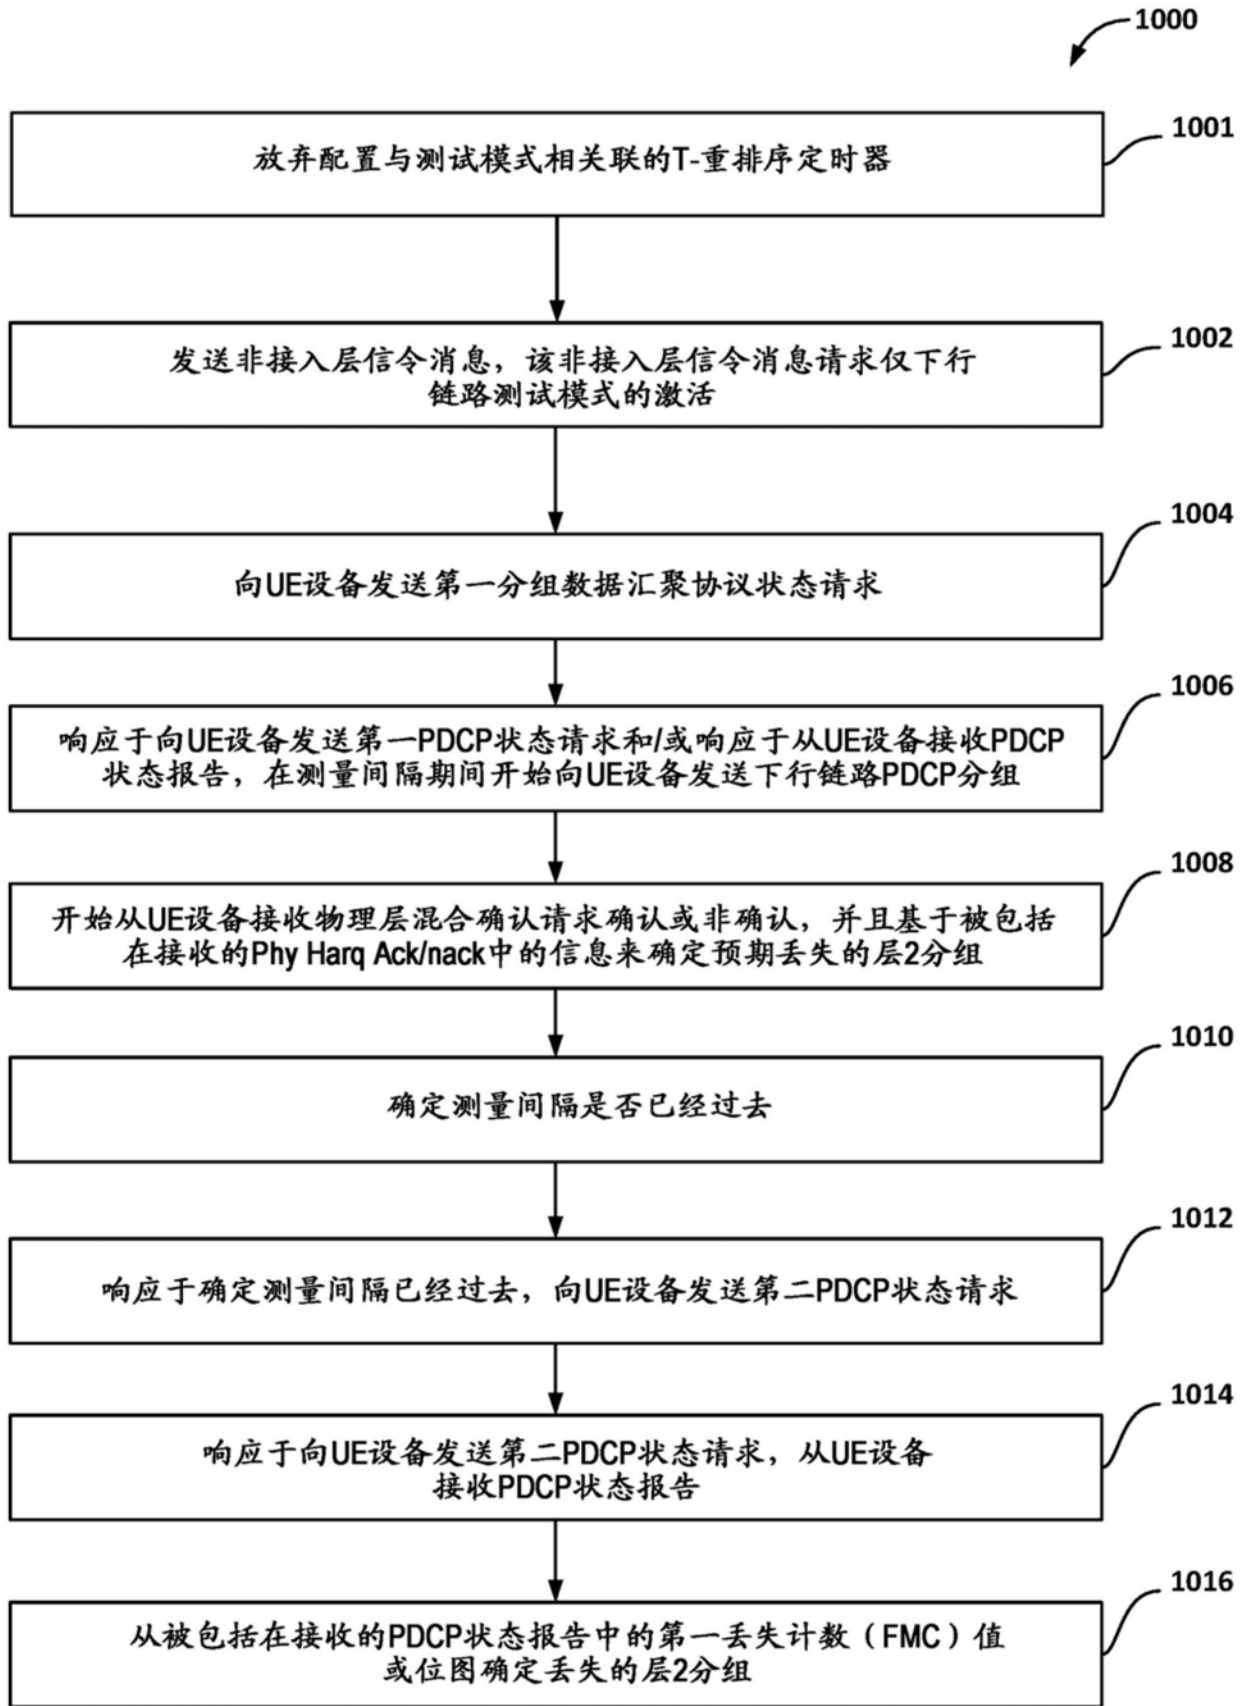 1000
1001
放弃配置与测试模式相关联的T-重排序定时器
1002
发送非接入层信令消息，该非接入层信令消息请求仅下行
链路测试模式的激活
1004
向UE设备发送第一分组数据汇聚协议状态请求
1006
响应于向UE设备发送第一PDCP状态请求和/或响应于从UE设备接收PDCP
状态报告，在测量间隔期间开始向UE设备发送下行链路PDCP分组
1008
开始从UE设备接收物理层混合确认请求确认或非确认，并且基于被包括
在接收的Phy Harq Ack/nack中的信息来确定预期丢失的层2分组
1010
确定测量间隔是否已经过去
1012
响应于确定测量间隔已经过去，向UE设备发送第二PDCP状态请求
1014
响应于向UE设备发送第二PDCP状态请求，从UE设备
接收PDCP状态报告
1016
从被包括在接收的PDCP状态报告中的第一丢失计数（FMC）值
或位图确定丢失的层2分组